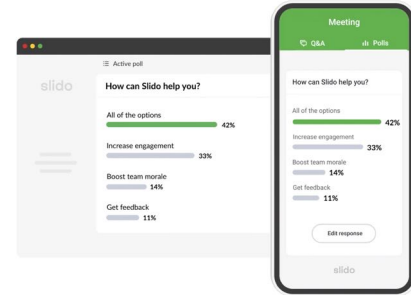 Active poll
slido
How can Slido help you?
All of the options
42%
Increase engagement
33%
Boost team morale
14%
Get feedback
11%
Meeting
Q&A
Polls
How can Slido help you?
All of the options
42%
Increase engagement
33%
Boost team morale
14%
Get feedback
11%
Edit response
slido